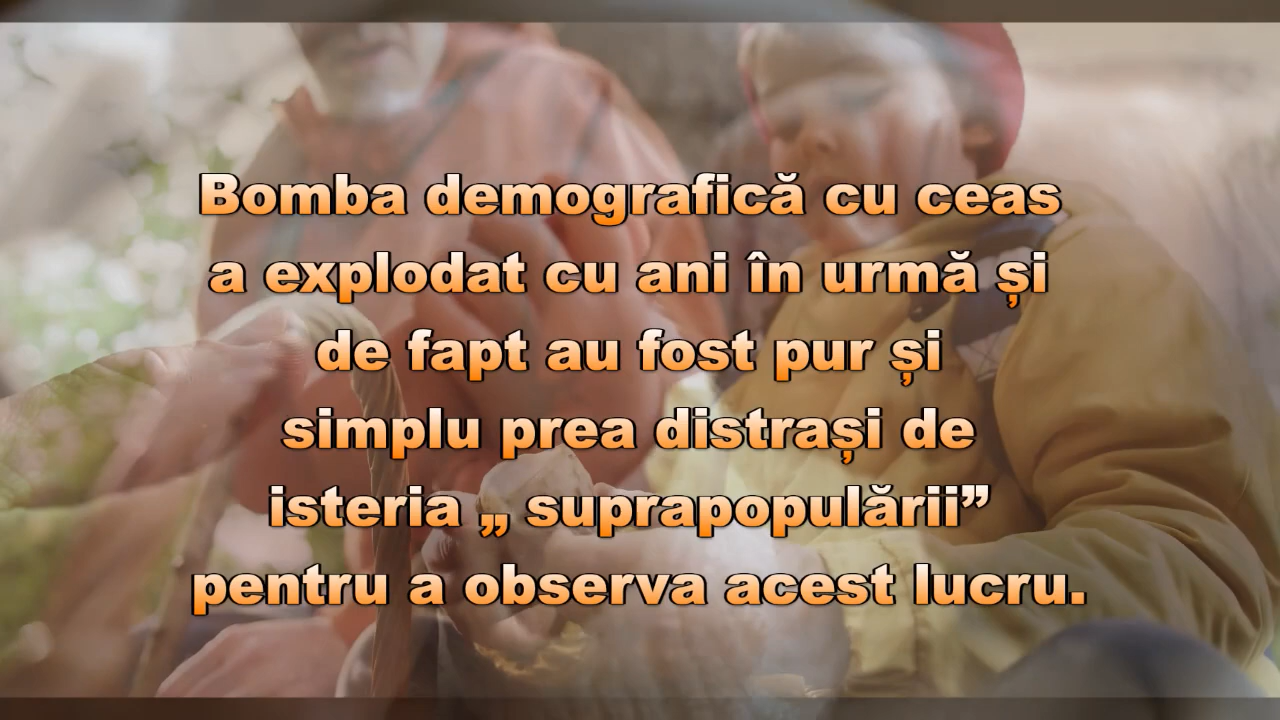 Bomba demografică cu ceas
a explodat cu ani în urmă și
de fapt au fost pur și
simplu prea distrași de
isteria „ suprapopulării”
pentru a observa acest lucru.